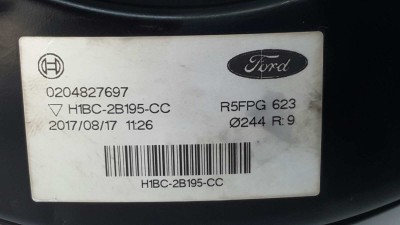 Ford
0204827697
▽ H1BC-2B195-CC R5FPG 623
2017/08/17 11:26 Ø244 R:9
H1BC-2B195-CC